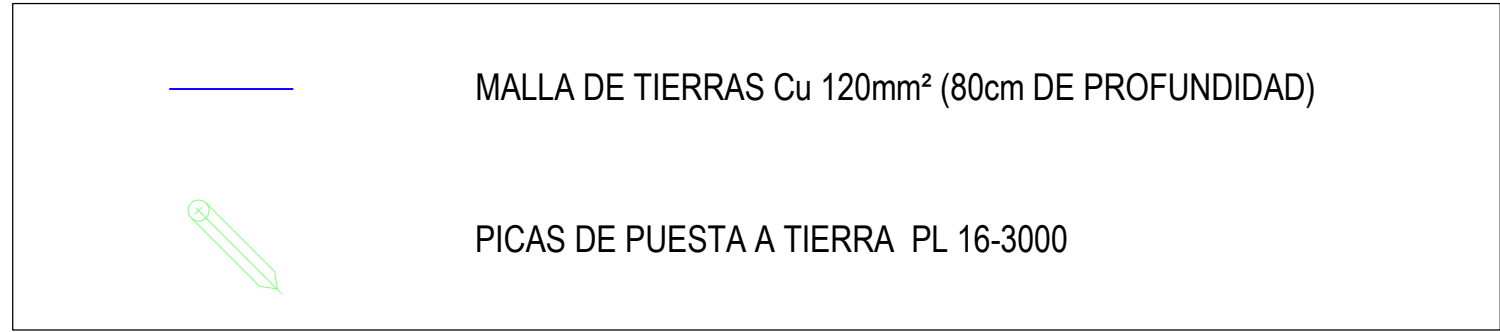 MALLA DE TIERRAS Cu 120mm² (80cm DE PROFUNDIDAD)
PICAS DE PUESTA A TIERRA PL 16-3000